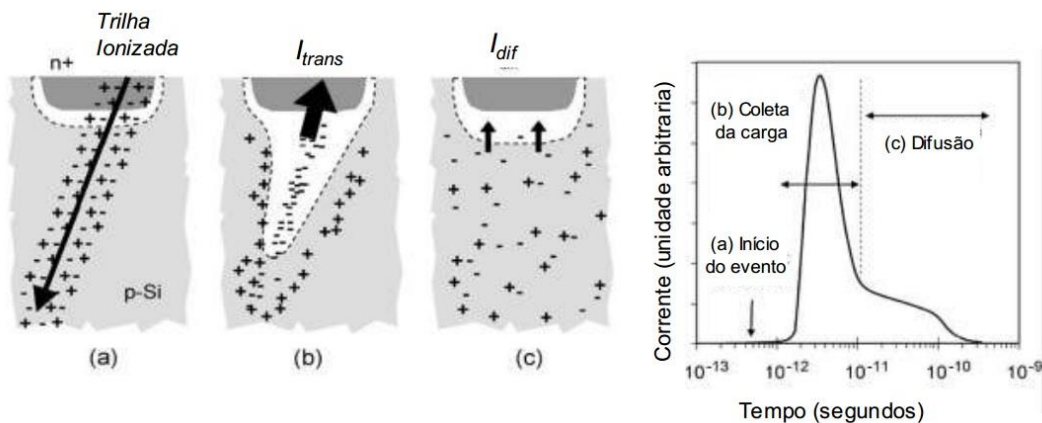 Trilha
Ionizada
n+
p-Si
(a)
I_trans
(b)
I_dif
(c)
Corrente (unidade arbitraria)
(b) Coleta
da carga
(c) Difusão
(a) Início
do evento
10⁻¹³ 10⁻¹² 10⁻¹¹ 10⁻¹⁰ 10⁻⁹
Tempo (segundos)